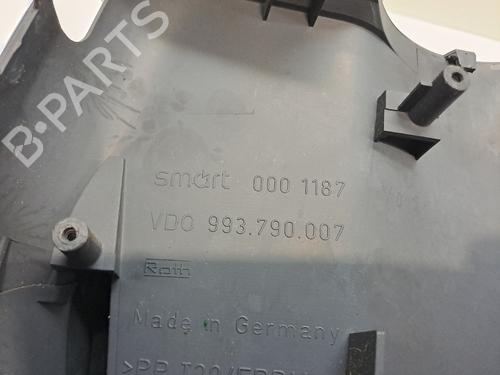 B-PARTS
smart 000 1187
VDO 993.790.007
Roth
Made in Germany